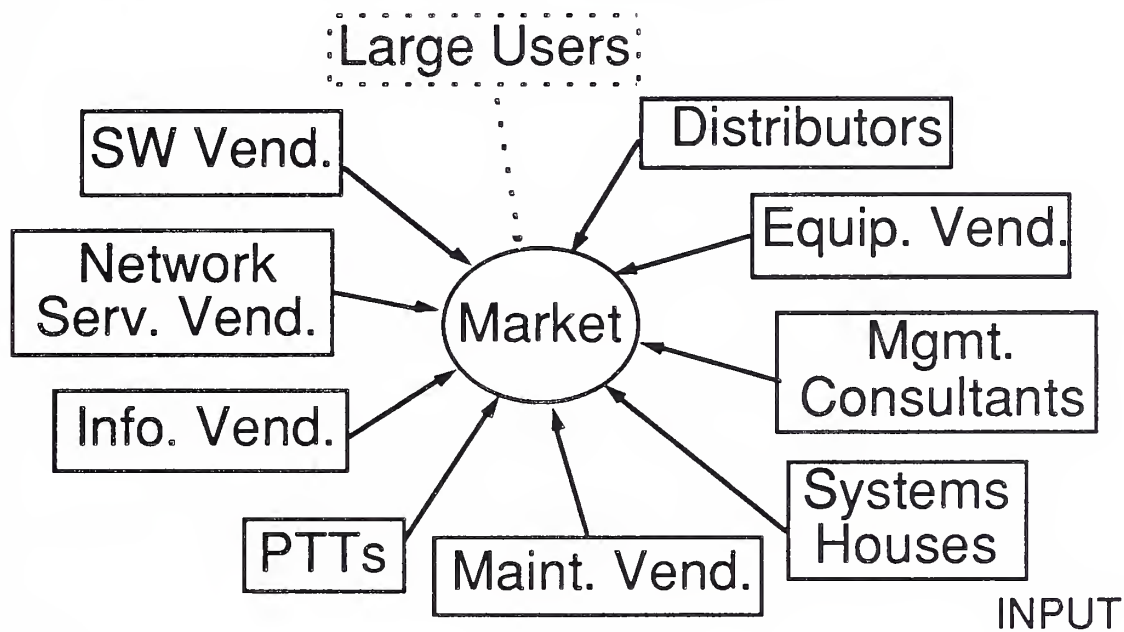 Large Users
Distributors
SW Vend.
Equip. Vend.
Network
Serv. Vend.
Market
Mgmt.
Consultants
Info. Vend.
Systems
Houses
PTTs
Maint. Vend.
INPUT